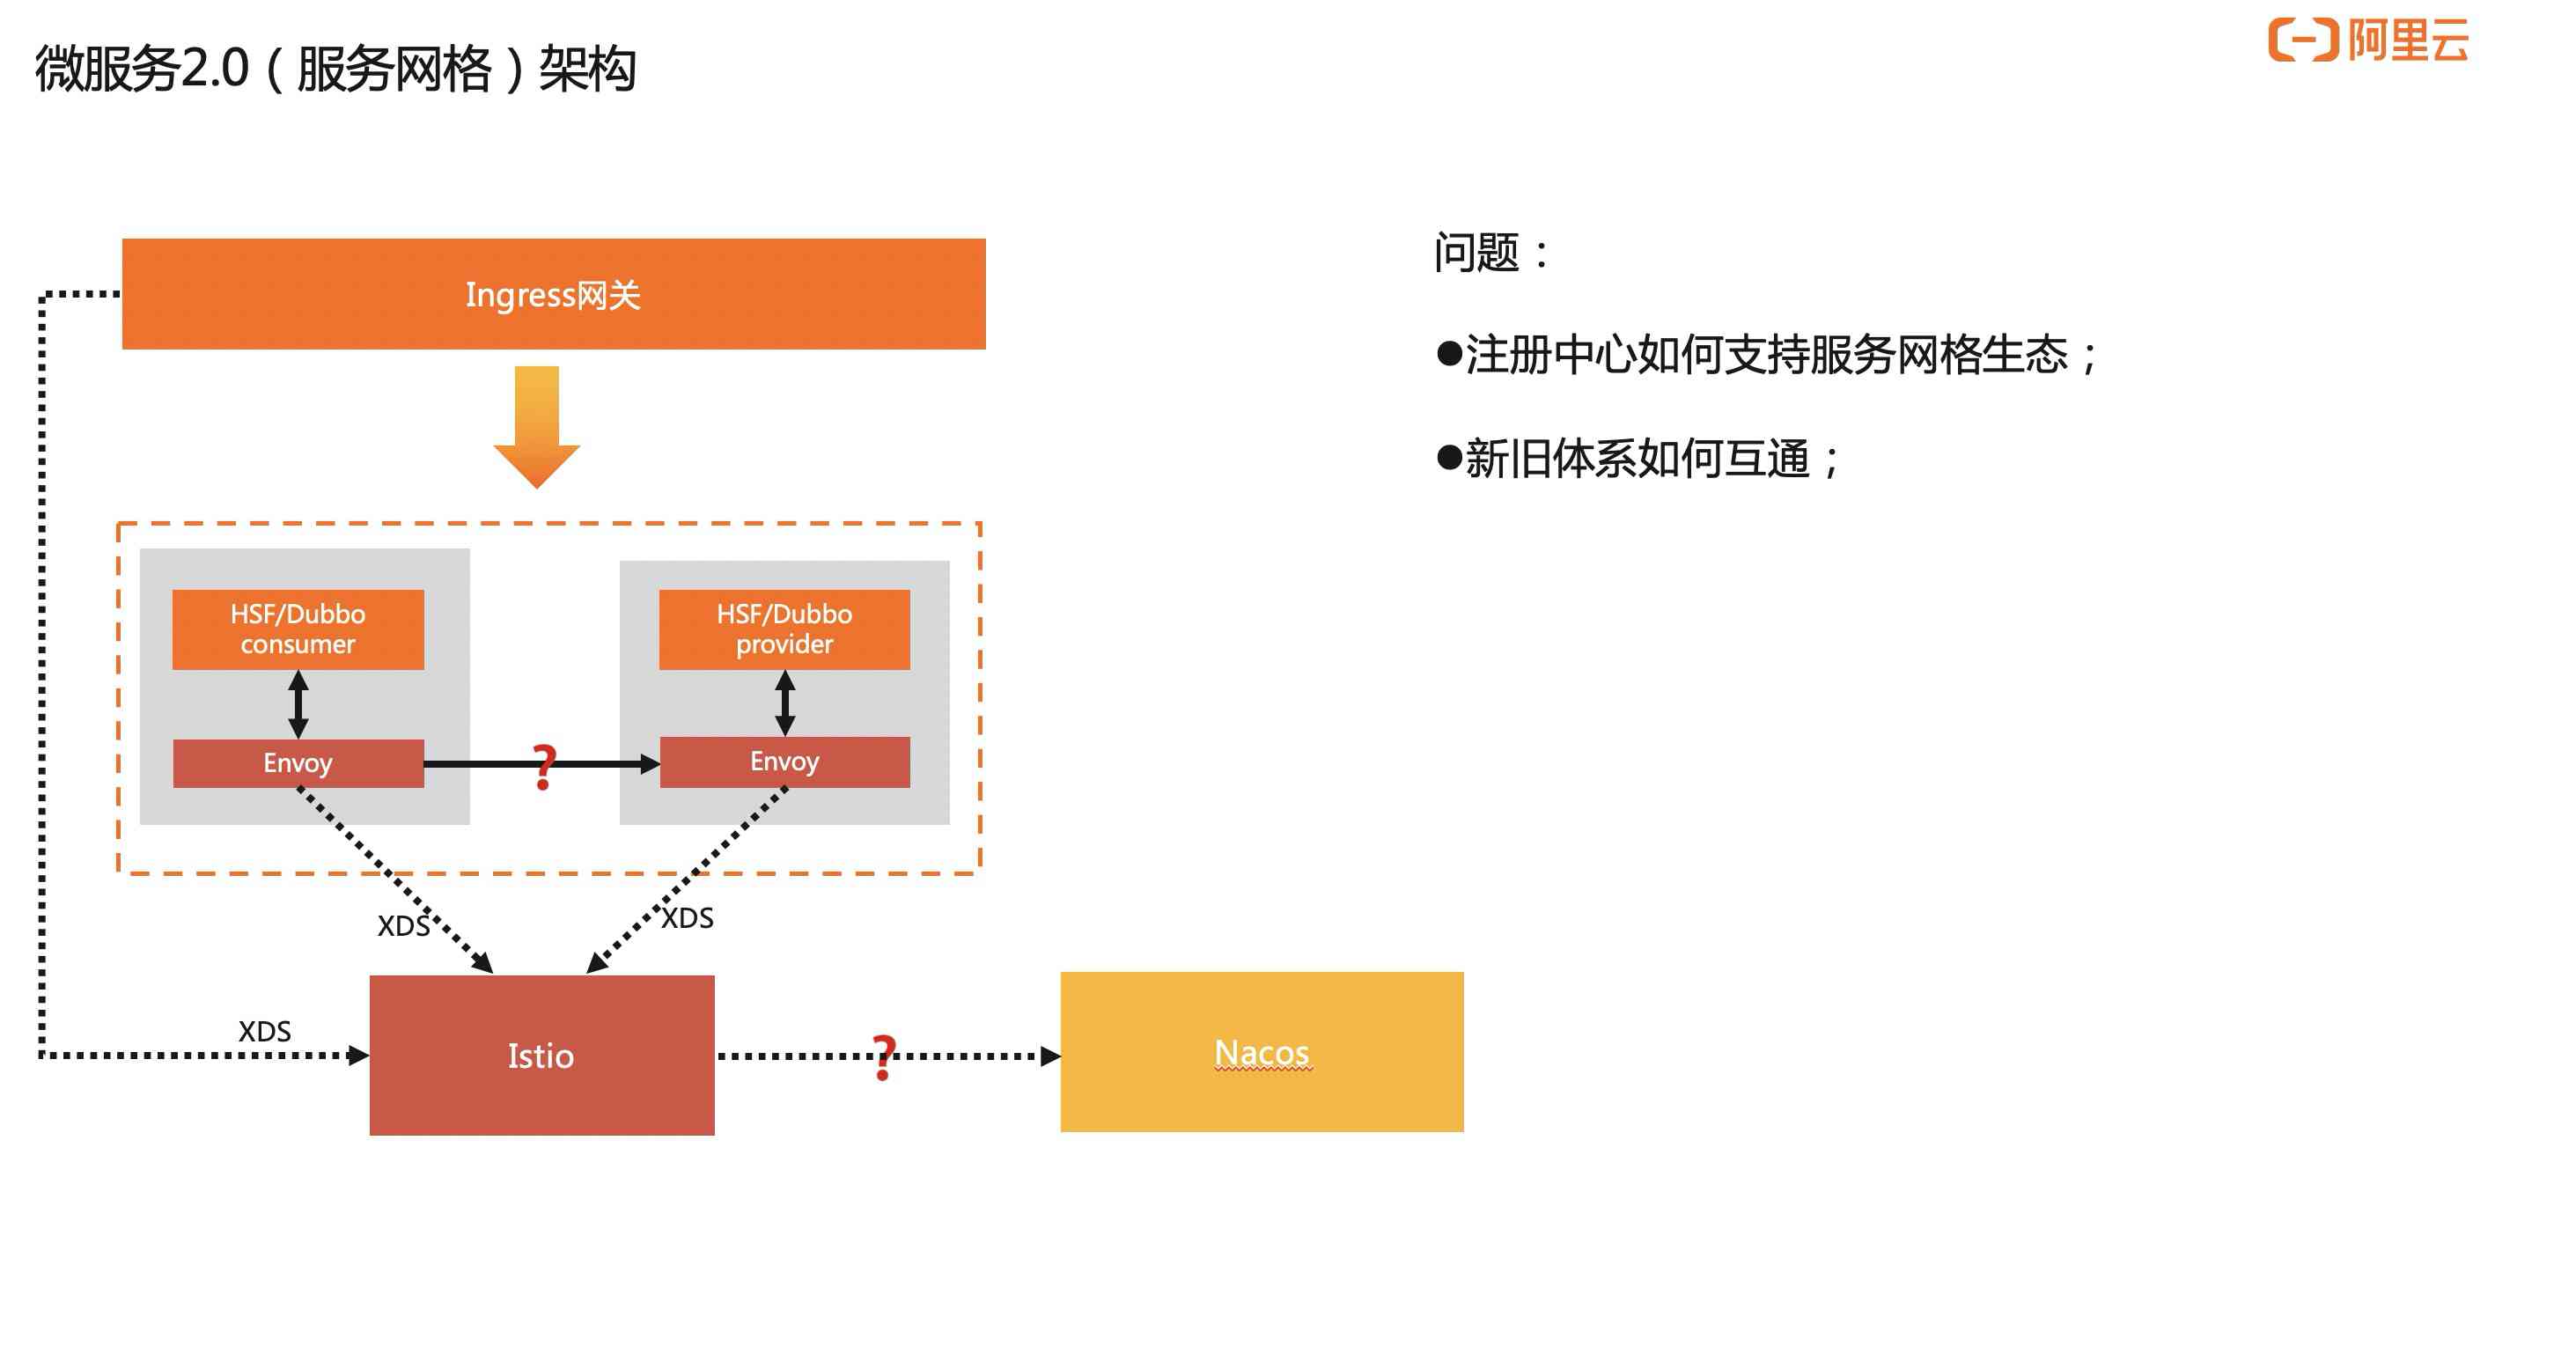 微服务2.0（服务网格）架构
阿里云
Ingress网关
问题：
●注册中心如何支持服务网格生态；
●新旧体系如何互通；
HSF/Dubbo
consumer
HSF/Dubbo
provider
Envoy
?
Envoy
XDS
XDS
XDS
Istio
?
Nacos